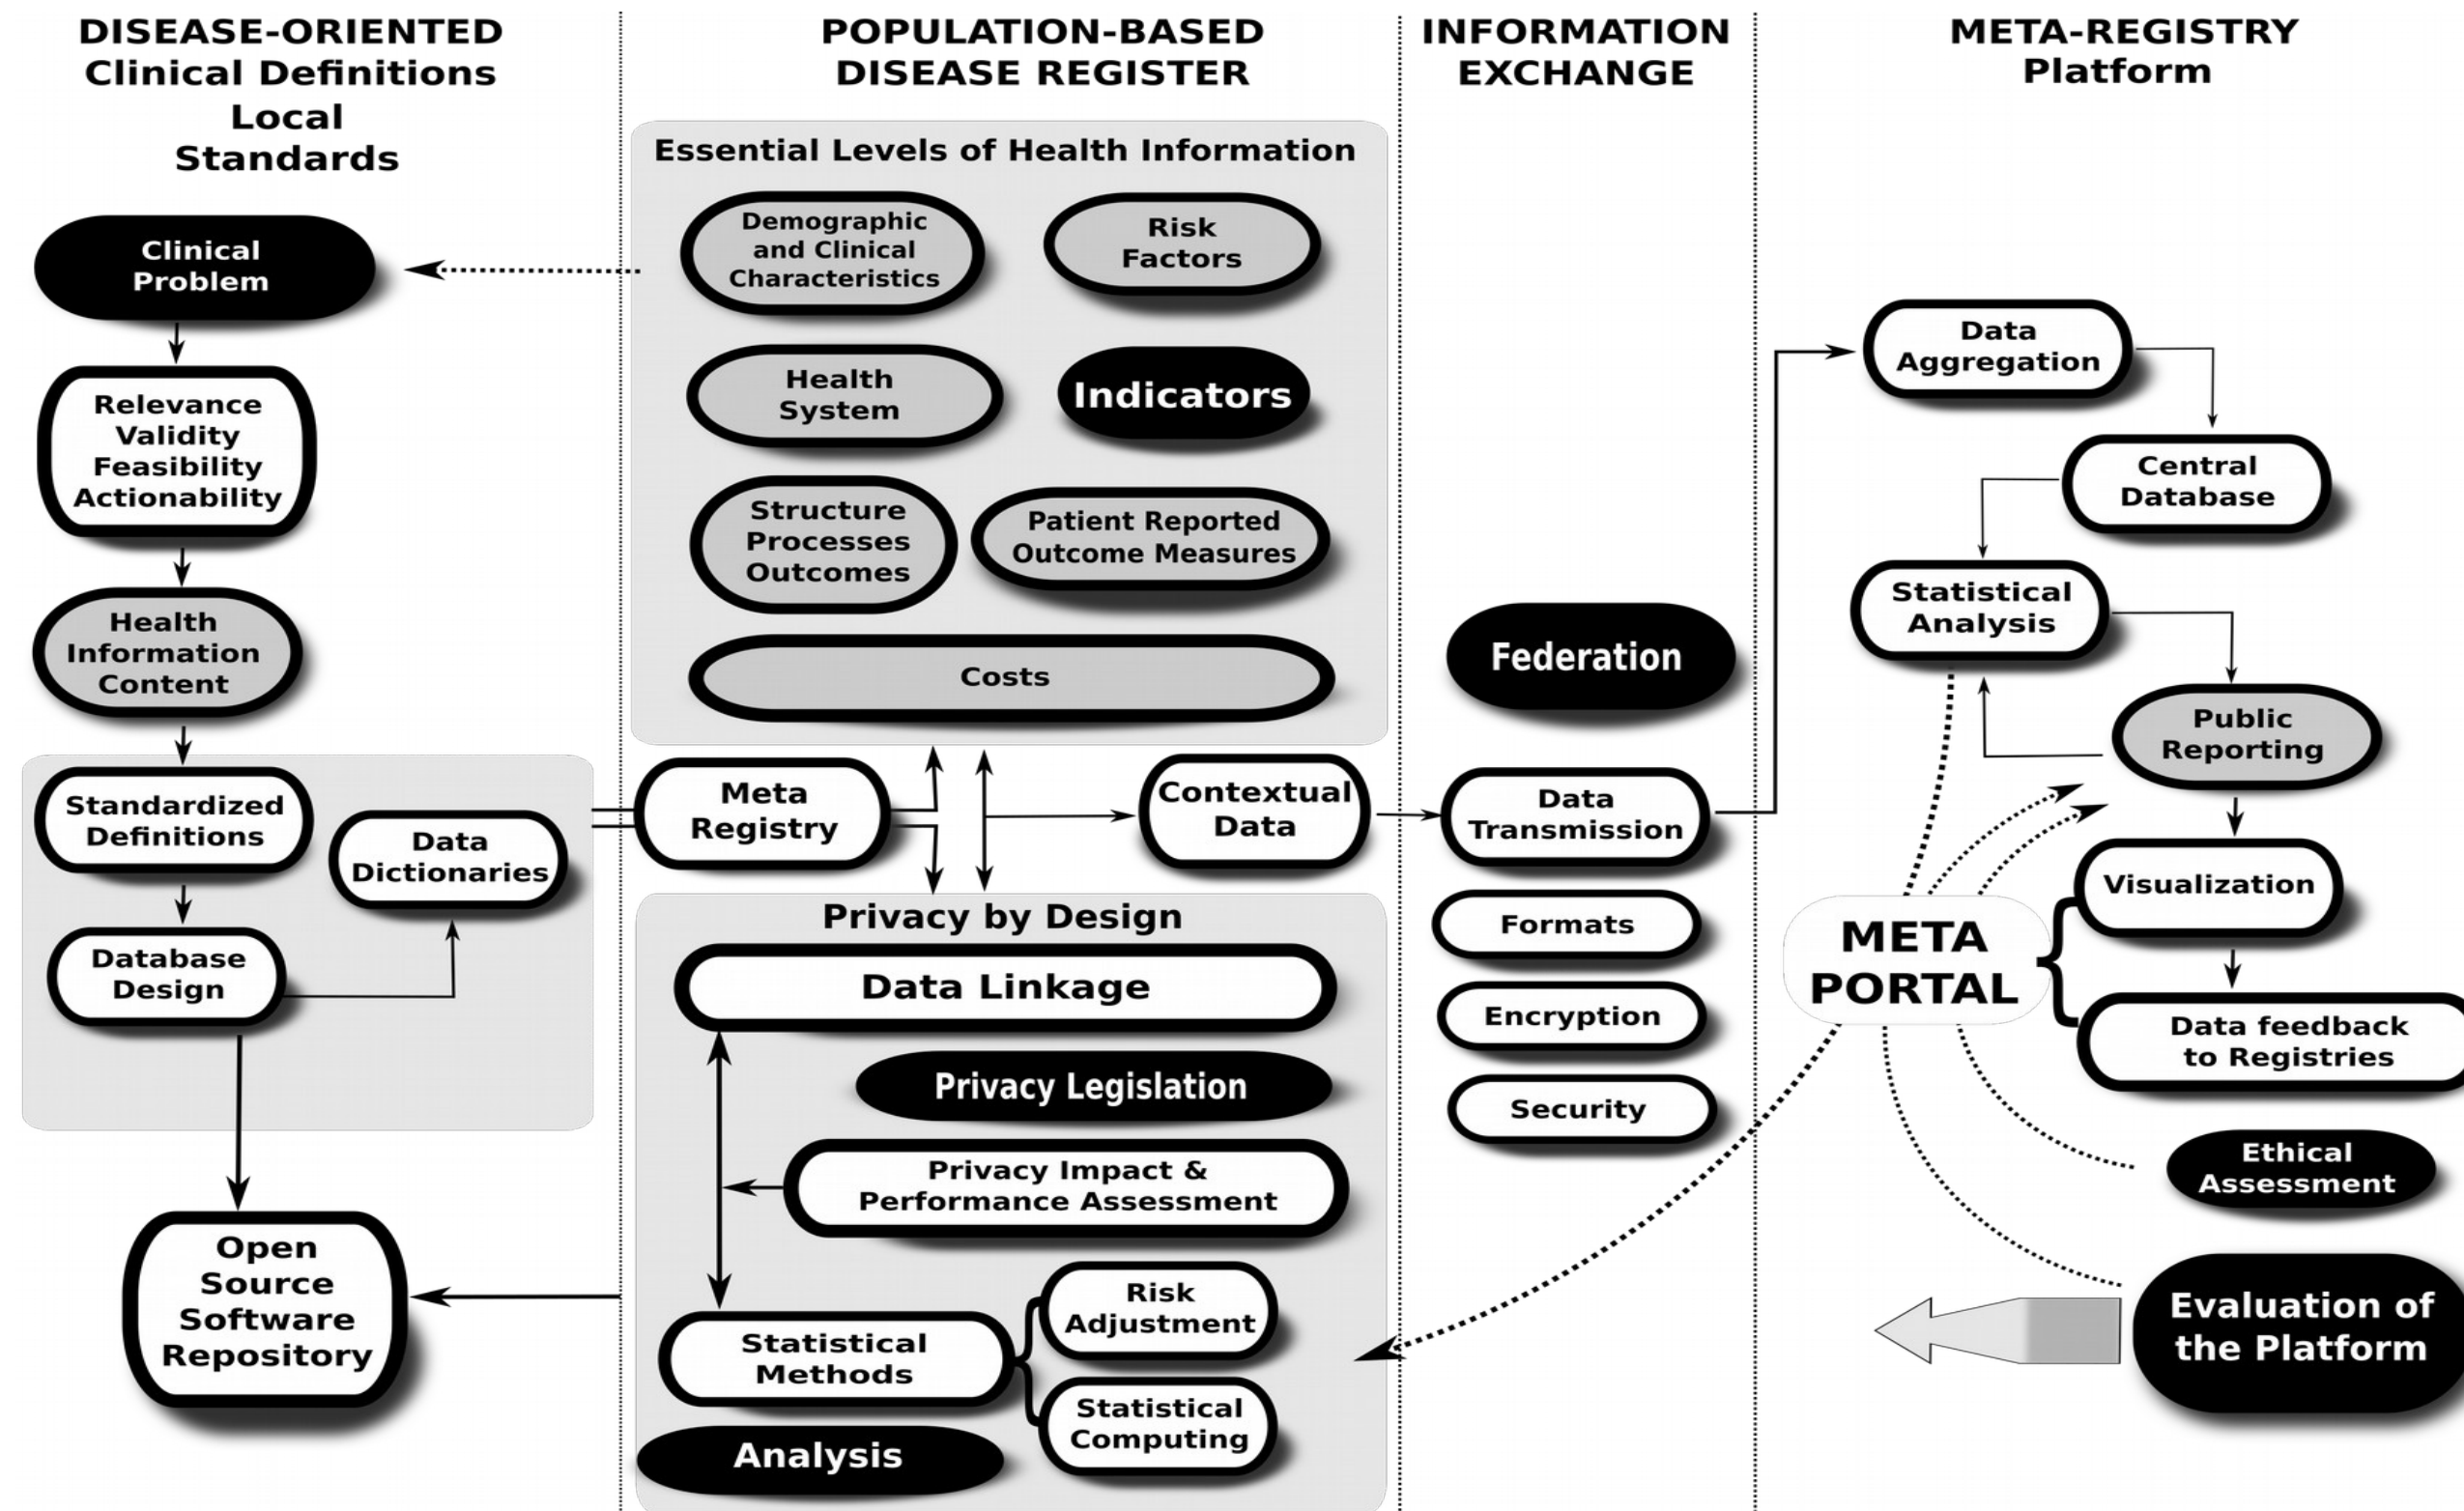 DISEASE-ORIENTED
Clinical Definitions
Local
Standards
Clinical
Problem
Relevance
Validity
Feasibility
Actionability
Health
Information
Content
Standardized
Definitions
Data
Dictionaries
Database
Design
Open
Source
Software
Repository
POPULATION-BASED
DISEASE REGISTER
Essential Levels of Health Information
Demographic
and Clinical
Characteristics
Risk
Factors
Health
System
Indicators
Structure
Processes
Outcomes
Patient Reported
Outcome Measures
Costs
Meta
Registry
Contextual
Data
Privacy by Design
Data Linkage
Privacy Legislation
Privacy Impact &
Performance Assessment
Statistical
Methods
Risk
Adjustment
Statistical
Computing
Analysis
INFORMATION
EXCHANGE
Federation
Data
Transmission
Formats
Encryption
Security
META-REGISTRY
Platform
Data
Aggregation
Central
Database
Statistical
Analysis
Public
Reporting
Visualization
META
PORTAL
Data feedback
to Registries
Ethical
Assessment
Evaluation of
the Platform